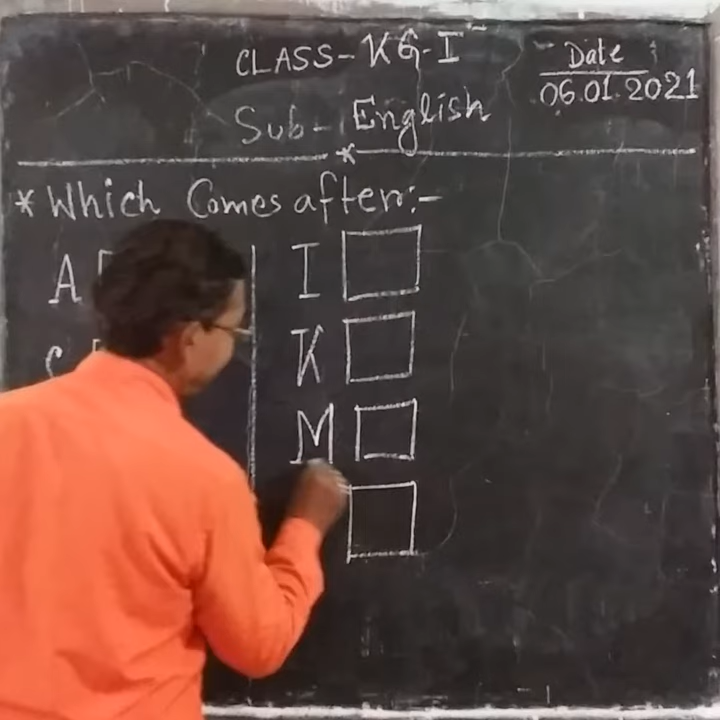 CLASS-KG-I
Date
06.01.2021
Sub- English
* Which Comes after:-
A
C
I
K
M